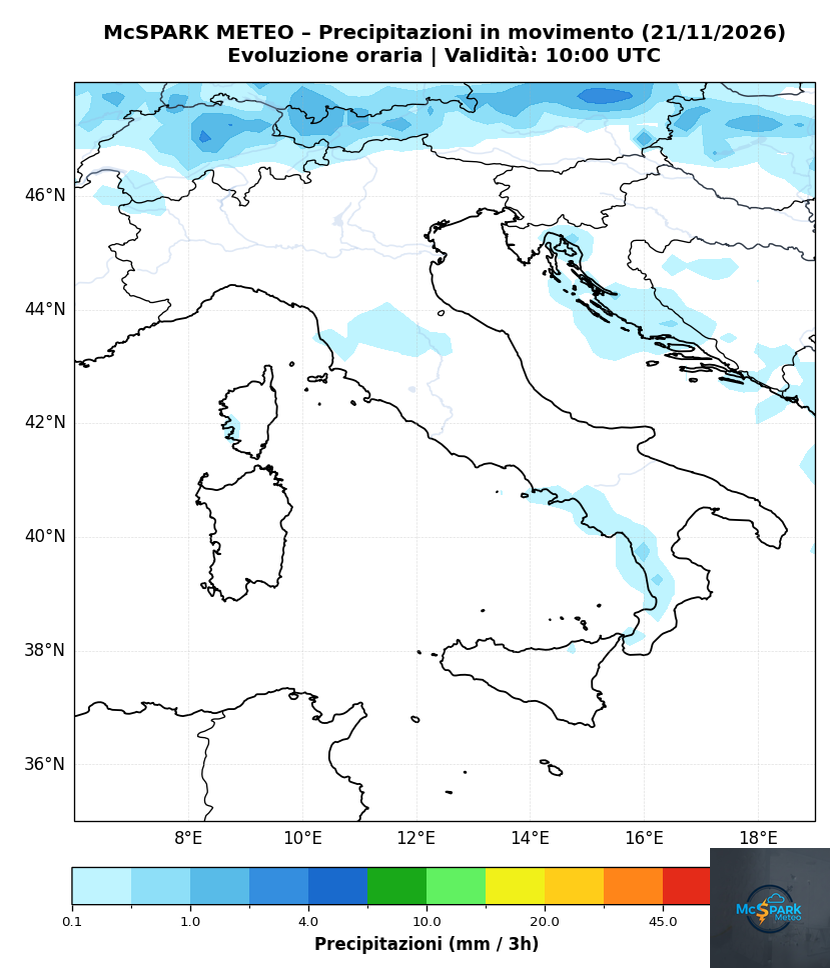 McSPARK METEO – Precipitazioni in movimento (21/11/2026)
Evoluzione oraria | Validità: 10:00 UTC
46°N
44°N
42°N
40°N
38°N
36°N
8°E 10°E 12°E 14°E 16°E 18°E
0.1 1.0 4.0 10.0 20.0 45.0
Precipitazioni (mm / 3h)
McSPARK
Meteo